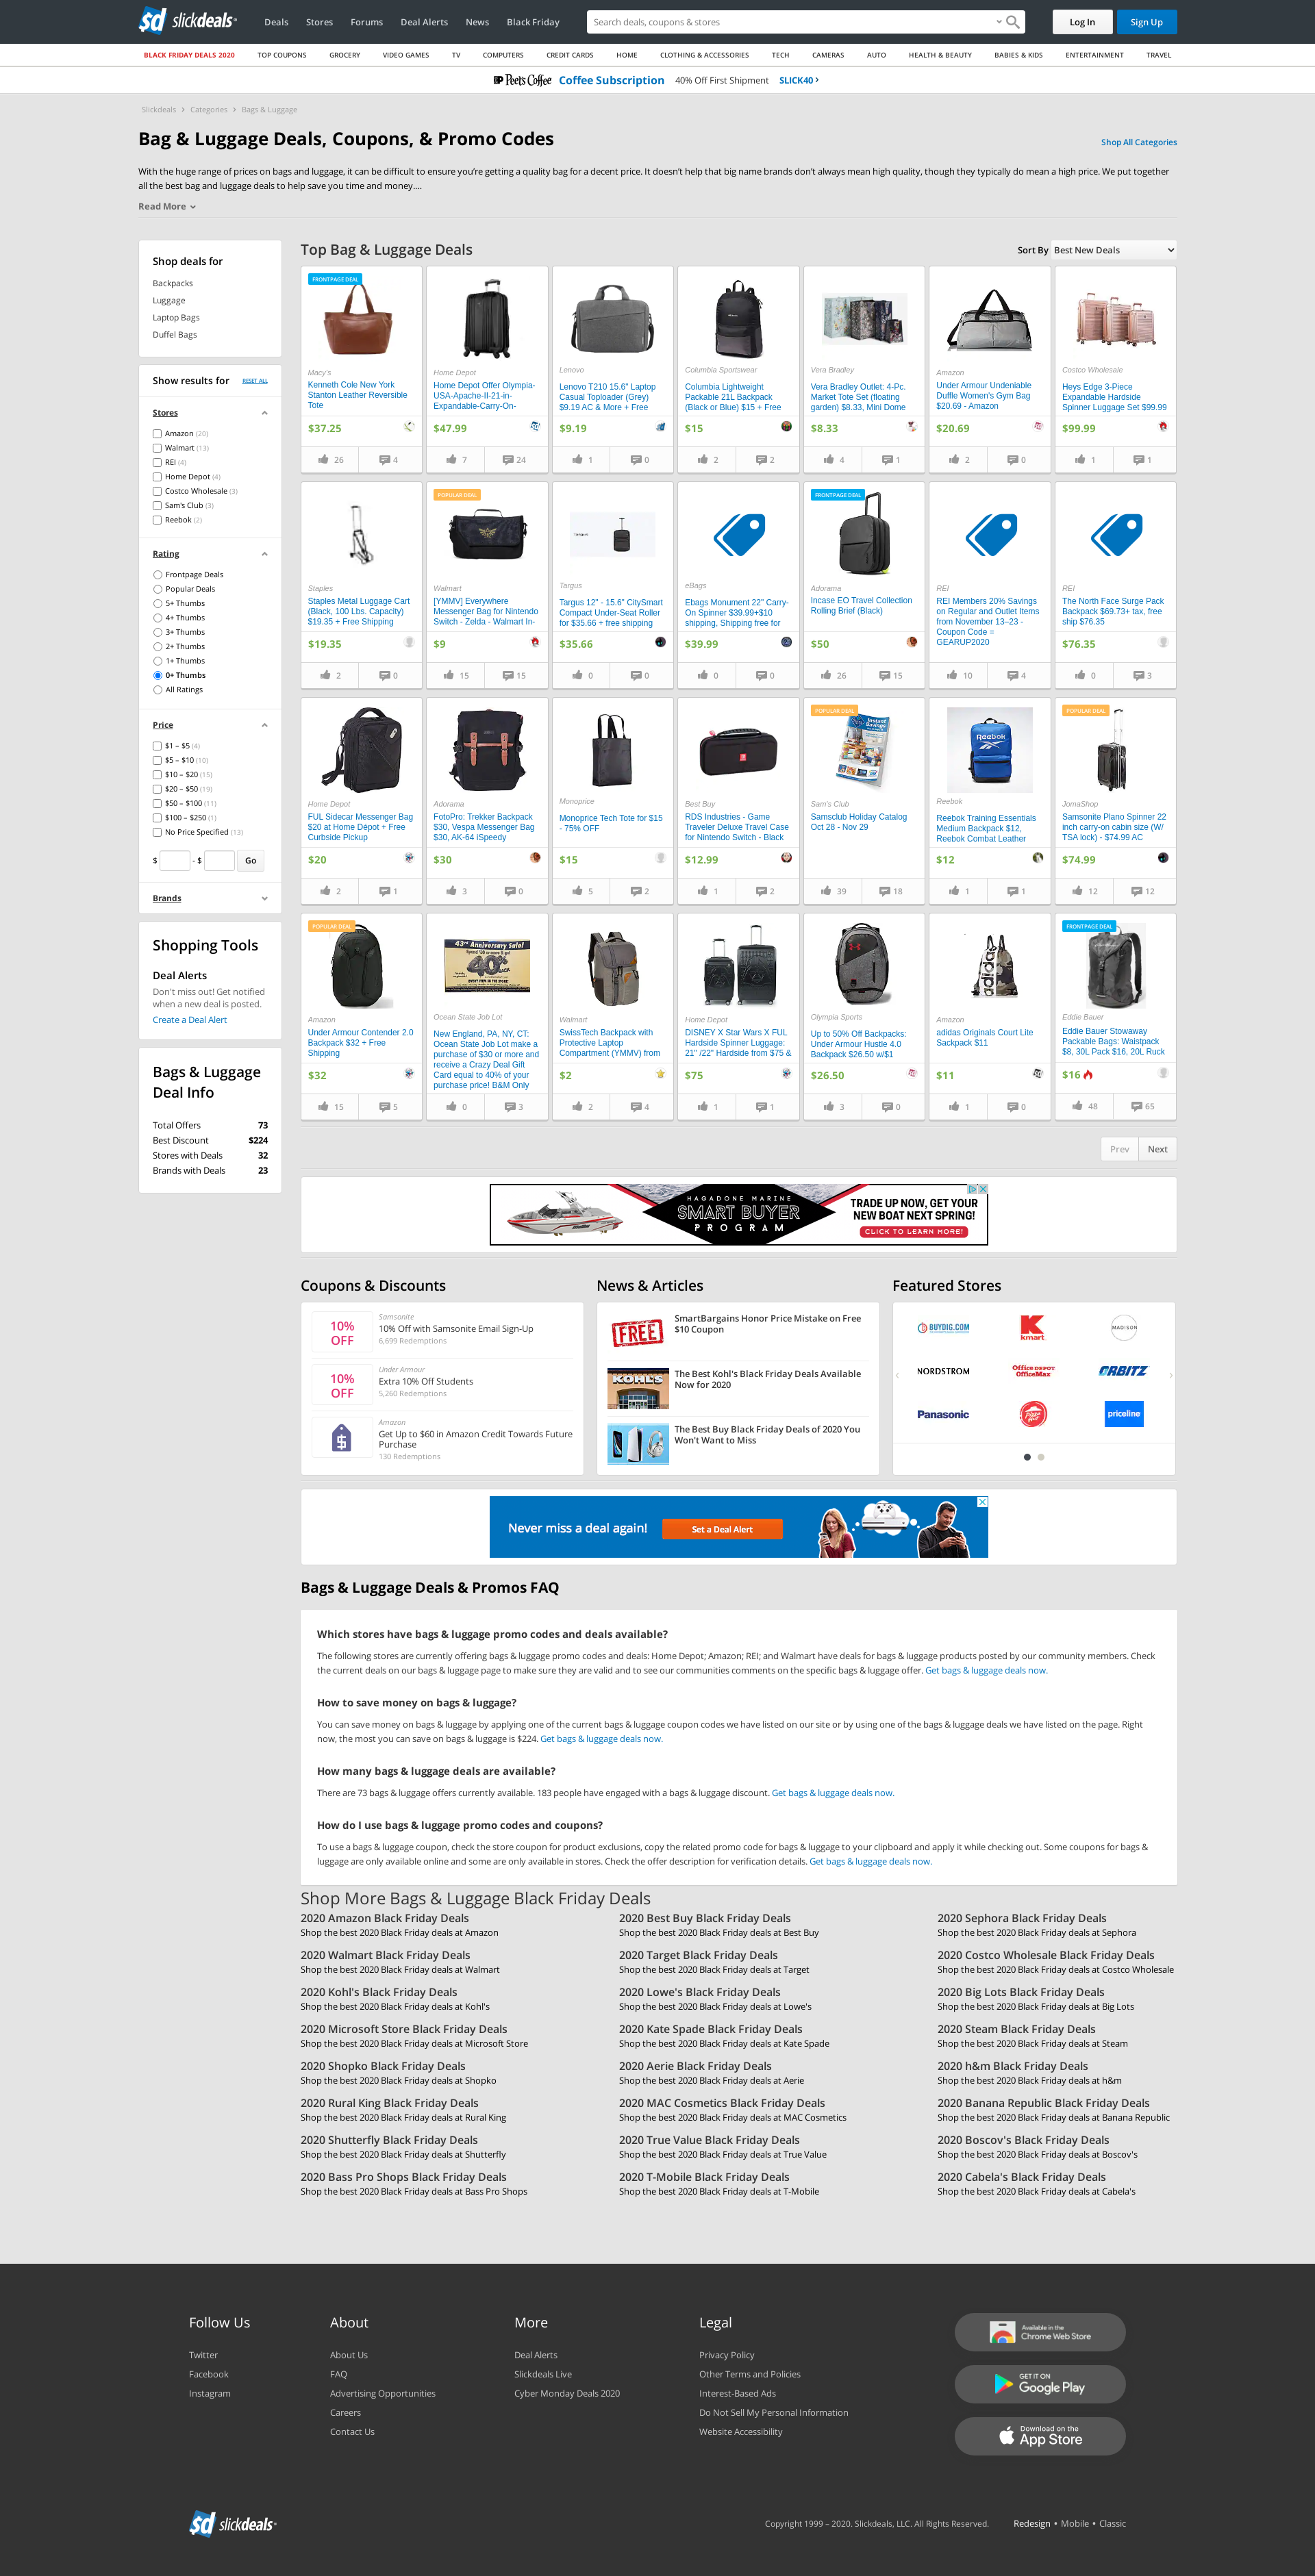 slickdeals
Deals Stores Forums Deal Alerts News Black Friday
Search deals, coupons & stores
Log In
Sign Up
BLACK FRIDAY DEALS 2020 TOP COUPONS GROCERY VIDEO GAMES TV COMPUTERS CREDIT CARDS HOME CLOTHING & ACCESSORIES TECH CAMERAS AUTO HEALTH & BEAUTY BABIES & KIDS ENTERTAINMENT TRAVEL
Peet's Coffee Coffee Subscription 40% Off First Shipment SLICK40
Slickdeals Categories Bags & Luggage
Bag & Luggage Deals, Coupons, & Promo Codes
Shop All Categories
With the huge range of prices on bags and luggage, it can be difficult to ensure you're getting a quality bag for a decent price. It doesn't help that big name brands don't always mean high quality, though they typically do mean a high price. We put together
all the best bag and luggage deals to help save you time and money....
Read More
Shop deals for
Backpacks
Luggage
Laptop Bags
Duffel Bags
Show results for RESET ALL
Stores
Amazon (20)
Walmart (13)
REI (4)
Home Depot (4)
Costco Wholesale (3)
Sam's Club (3)
Reebok (2)
Rating
Frontpage Deals
Popular Deals
5+ Thumbs
4+ Thumbs
3+ Thumbs
2+ Thumbs
1+ Thumbs
0+ Thumbs
All Ratings
Price
$1 – $5 (4)
$5 – $10 (10)
$10 – $20 (15)
$20 – $50 (19)
$50 – $100 (11)
$100 – $250 (1)
No Price Specified (13)
$ - $ Go
Brands
Shopping Tools
Deal Alerts
Don't miss out! Get notified
when a new deal is posted.
Create a Deal Alert
Bags & Luggage
Deal Info
Total Offers 73
Best Discount $224
Stores with Deals 32
Brands with Deals 23
Top Bag & Luggage Deals
Sort By Best New Deals
FRONTPAGE DEAL
Macy's
Kenneth Cole New York
Stanton Leather Reversible
Tote
$37.25
26 4
Home Depot
Home Depot Offer Olympia-
USA-Apache-II-21-in-
Expandable-Carry-On-
$47.99
7 24
Lenovo
Lenovo T210 15.6" Laptop
Casual Toploader (Grey)
$9.19 AC & More + Free
$9.19
1 0
Columbia Sportswear
Columbia Lightweight
Packable 21L Backpack
(Black or Blue) $15 + Free
$15
2 2
Vera Bradley
Vera Bradley Outlet: 4-Pc.
Market Tote Set (floating
garden) $8.33, Mini Dome
$8.33
4 1
Amazon
Under Armour Undeniable
Duffle Women's Gym Bag
$20.69 - Amazon
$20.69
2 0
Costco Wholesale
Heys Edge 3-Piece
Expandable Hardside
Spinner Luggage Set $99.99
$99.99
1 1
Staples
Staples Metal Luggage Cart
(Black, 100 Lbs. Capacity)
$19.35 + Free Shipping
$19.35
2 0
POPULAR DEAL
Walmart
[YMMV] Everywhere
Messenger Bag for Nintendo
Switch - Zelda - Walmart In-
$9
15 15
Targus
Targus 12" - 15.6" CitySmart
Compact Under-Seat Roller
for $35.66 + free shipping
$35.66
0 0
eBags
Ebags Monument 22" Carry-
On Spinner $39.99+$10
shipping, Shipping free for
$39.99
0 0
FRONTPAGE DEAL
Adorama
Incase EO Travel Collection
Rolling Brief (Black)
$50
26 15
REI
REI Members 20% Savings
on Regular and Outlet Items
from November 13–23 -
Coupon Code =
GEARUP2020
10 4
REI
The North Face Surge Pack
Backpack $69.73+ tax, free
ship $76.35
$76.35
0 3
Home Depot
FUL Sidecar Messenger Bag
$20 at Home Depot + Free
Curbside Pickup
$20
2 1
Adorama
FotoPro: Trekker Backpack
$30, Vespa Messenger Bag
$30, AK-64 iSpeedy
$30
3 0
Monoprice
Monoprice Tech Tote for $15
- 75% OFF
$15
5 2
Best Buy
RDS Industries - Game
Traveler Deluxe Travel Case
for Nintendo Switch - Black
$12.99
1 2
POPULAR DEAL
Instant
Savings
Sam's Club
Samsclub Holiday Catalog
Oct 28 - Nov 29
39 18
Reebok
Reebok
Reebok Training Essentials
Medium Backpack $12,
Reebok Combat Leather
$12
1 1
POPULAR DEAL
JomaShop
Samsonite Plano Spinner 22
inch carry-on cabin size (W/
TSA lock) - $74.99 AC
$74.99
12 12
POPULAR DEAL
Amazon
Under Armour Contender 2.0
Backpack $32 + Free
Shipping
$32
15 5
43rd Anniversary Sale!
40%
Ocean State Job Lot
New England, PA, NY, CT:
Ocean State Job Lot make a
purchase of $30 or more and
receive a Crazy Deal Gift
Card equal to 40% of your
purchase price! B&M Only
0 3
Walmart
SwissTech Backpack with
Protective Laptop
Compartment (YMMV) from
$2
2 4
Home Depot
DISNEY X Star Wars X FUL
Hardside Spinner Luggage:
21" /22" Hardside from $75 &
$75
1 1
Olympia Sports
Up to 50% Off Backpacks:
Under Armour Hustle 4.0
Backpack $26.50 w/$1
$26.50
3 0
adidas
Amazon
adidas Originals Court Lite
Sackpack $11
$11
1 0
FRONTPAGE DEAL
Eddie Bauer
Eddie Bauer Stowaway
Packable Bags: Waistpack
$8, 30L Pack $16, 20L Ruck
$16
48 65
Prev Next
HAGADONE MARINE
SMART BUYER
PROGRAM
TRADE UP NOW, GET YOUR
NEW BOAT NEXT SPRING!
CLICK TO LEARN MORE!
Coupons & Discounts
10%
OFF
Samsonite
10% Off with Samsonite Email Sign-Up
6,699 Redemptions
10%
OFF
Under Armour
Extra 10% Off Students
5,260 Redemptions
Amazon
Get Up to $60 in Amazon Credit Towards Future
Purchase
130 Redemptions
News & Articles
FREE
SmartBargains Honor Price Mistake on Free
$10 Coupon
KOHL'S
The Best Kohl's Black Friday Deals Available
Now for 2020
The Best Buy Black Friday Deals of 2020 You
Won't Want to Miss
Featured Stores
BUYDIG.COM
kmart
MADISON
NORDSTROM
Office DEPOT
OfficeMax
ORBITZ
Panasonic
Pizza Hut
priceline
Never miss a deal again!
Set a Deal Alert
Bags & Luggage Deals & Promos FAQ
Which stores have bags & luggage promo codes and deals available?
The following stores are currently offering bags & luggage promo codes and deals: Home Depot; Amazon; REI; and Walmart have deals for bags & luggage products posted by our community members. Check
the current deals on our bags & luggage page to make sure they are valid and to see our communities comments on the specific bags & luggage offer. Get bags & luggage deals now.
How to save money on bags & luggage?
You can save money on bags & luggage by applying one of the current bags & luggage coupon codes we have listed on our site or by using one of the bags & luggage deals we have listed on the page. Right
now, the most you can save on bags & luggage is $224. Get bags & luggage deals now.
How many bags & luggage deals are available?
There are 73 bags & luggage offers currently available. 183 people have engaged with a bags & luggage discount. Get bags & luggage deals now.
How do I use bags & luggage promo codes and coupons?
To use a bags & luggage coupon, check the store coupon for product exclusions, copy the related promo code for bags & luggage to your clipboard and apply it while checking out. Some coupons for bags &
luggage are only available online and some are only available in stores. Check the offer description for verification details. Get bags & luggage deals now.
Shop More Bags & Luggage Black Friday Deals
2020 Amazon Black Friday Deals
Shop the best 2020 Black Friday deals at Amazon
2020 Best Buy Black Friday Deals
Shop the best 2020 Black Friday deals at Best Buy
2020 Sephora Black Friday Deals
Shop the best 2020 Black Friday deals at Sephora
2020 Walmart Black Friday Deals
Shop the best 2020 Black Friday deals at Walmart
2020 Target Black Friday Deals
Shop the best 2020 Black Friday deals at Target
2020 Costco Wholesale Black Friday Deals
Shop the best 2020 Black Friday deals at Costco Wholesale
2020 Kohl's Black Friday Deals
Shop the best 2020 Black Friday deals at Kohl's
2020 Lowe's Black Friday Deals
Shop the best 2020 Black Friday deals at Lowe's
2020 Big Lots Black Friday Deals
Shop the best 2020 Black Friday deals at Big Lots
2020 Microsoft Store Black Friday Deals
Shop the best 2020 Black Friday deals at Microsoft Store
2020 Kate Spade Black Friday Deals
Shop the best 2020 Black Friday deals at Kate Spade
2020 Steam Black Friday Deals
Shop the best 2020 Black Friday deals at Steam
2020 Shopko Black Friday Deals
Shop the best 2020 Black Friday deals at Shopko
2020 Aerie Black Friday Deals
Shop the best 2020 Black Friday deals at Aerie
2020 h&m Black Friday Deals
Shop the best 2020 Black Friday deals at h&m
2020 Rural King Black Friday Deals
Shop the best 2020 Black Friday deals at Rural King
2020 MAC Cosmetics Black Friday Deals
Shop the best 2020 Black Friday deals at MAC Cosmetics
2020 Banana Republic Black Friday Deals
Shop the best 2020 Black Friday deals at Banana Republic
2020 Shutterfly Black Friday Deals
Shop the best 2020 Black Friday deals at Shutterfly
2020 True Value Black Friday Deals
Shop the best 2020 Black Friday deals at True Value
2020 Boscov's Black Friday Deals
Shop the best 2020 Black Friday deals at Boscov's
2020 Bass Pro Shops Black Friday Deals
Shop the best 2020 Black Friday deals at Bass Pro Shops
2020 T-Mobile Black Friday Deals
Shop the best 2020 Black Friday deals at T-Mobile
2020 Cabela's Black Friday Deals
Shop the best 2020 Black Friday deals at Cabela's
Follow Us
Twitter
Facebook
Instagram
About
About Us
FAQ
Advertising Opportunities
Careers
Contact Us
More
Deal Alerts
Slickdeals Live
Cyber Monday Deals 2020
Legal
Privacy Policy
Other Terms and Policies
Interest-Based Ads
Do Not Sell My Personal Information
Website Accessibility
Available in the
Chrome Web Store
GET IT ON
Google Play
Download on the
App Store
slickdeals
Copyright 1999 – 2020. Slickdeals, LLC. All Rights Reserved.
Redesign • Mobile • Classic